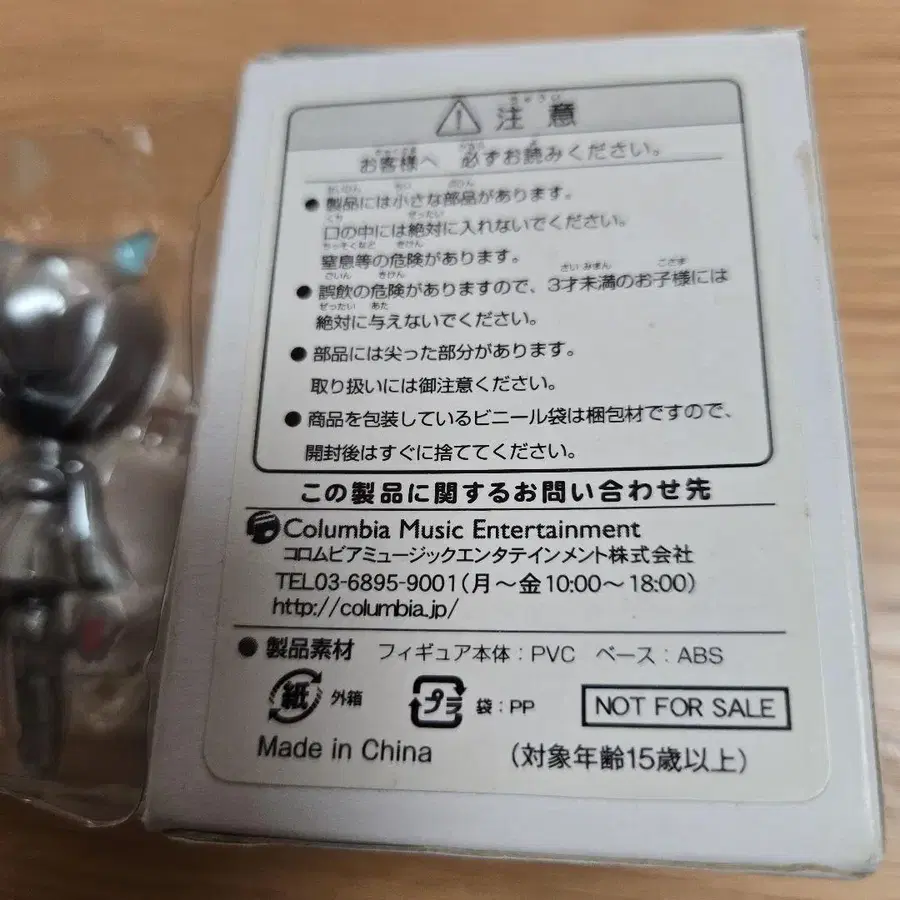 注意
お客様へ 必ずお読みください。
● 製品には小さな部品があります。
口の中には絶対に入れないでください。
窒息等の危険があります。
● 誤飲の危険がありますので、3才未満のお子様には
絶対に与えないでください。
● 部品には尖った部分があります。
取り扱いには御注意ください。
● 商品を包装しているビニール袋は梱包材ですので、
開封後はすぐに捨ててください。
この製品に関するお問い合わせ先
Columbia Music Entertainment
コロムビアミュージックエンタテインメント株式会社
TEL03-6895-9001(月～金10:00～18:00)
http://columbia.jp/
● 製品素材 フィギュア本体:PVC ベース:ABS
紙 外箱 プラ 袋:PP NOT FOR SALE
Made in China (対象年齢15歳以上)